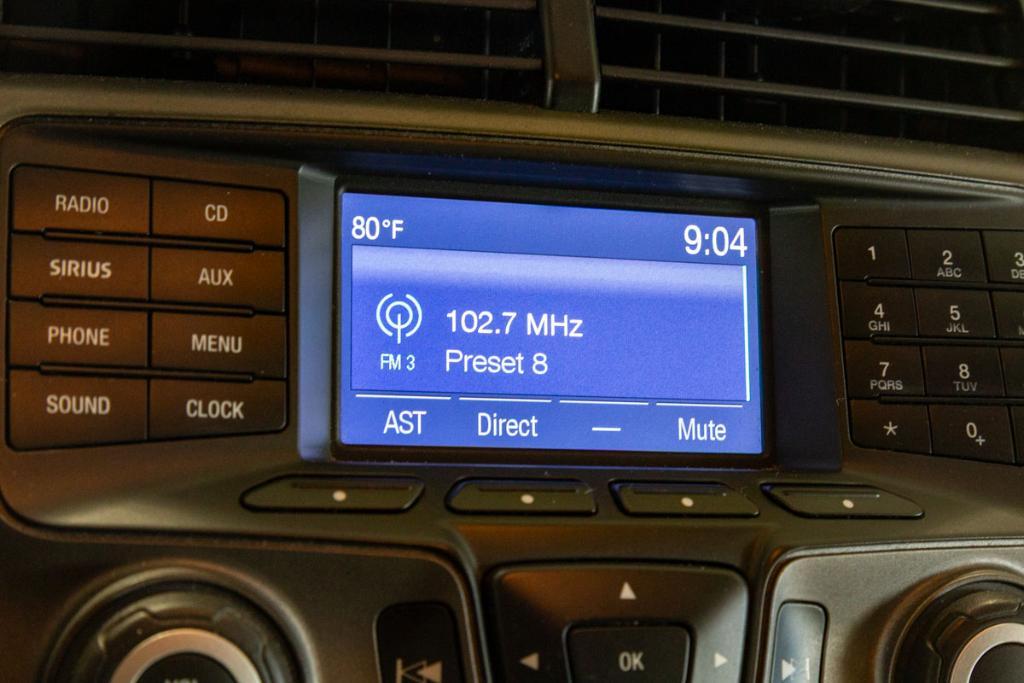 RADIO
CD
SIRIUS
AUX
PHONE
MENU
SOUND
CLOCK
80°F
9:04
102.7 MHz
FM 3
Preset 8
AST Direct — Mute
1
2
ABC
3
4
GHI
5
JKL
7
PQRS
8
TUV
*
0+
OK